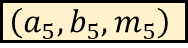 (a₅, b₅, m₅)